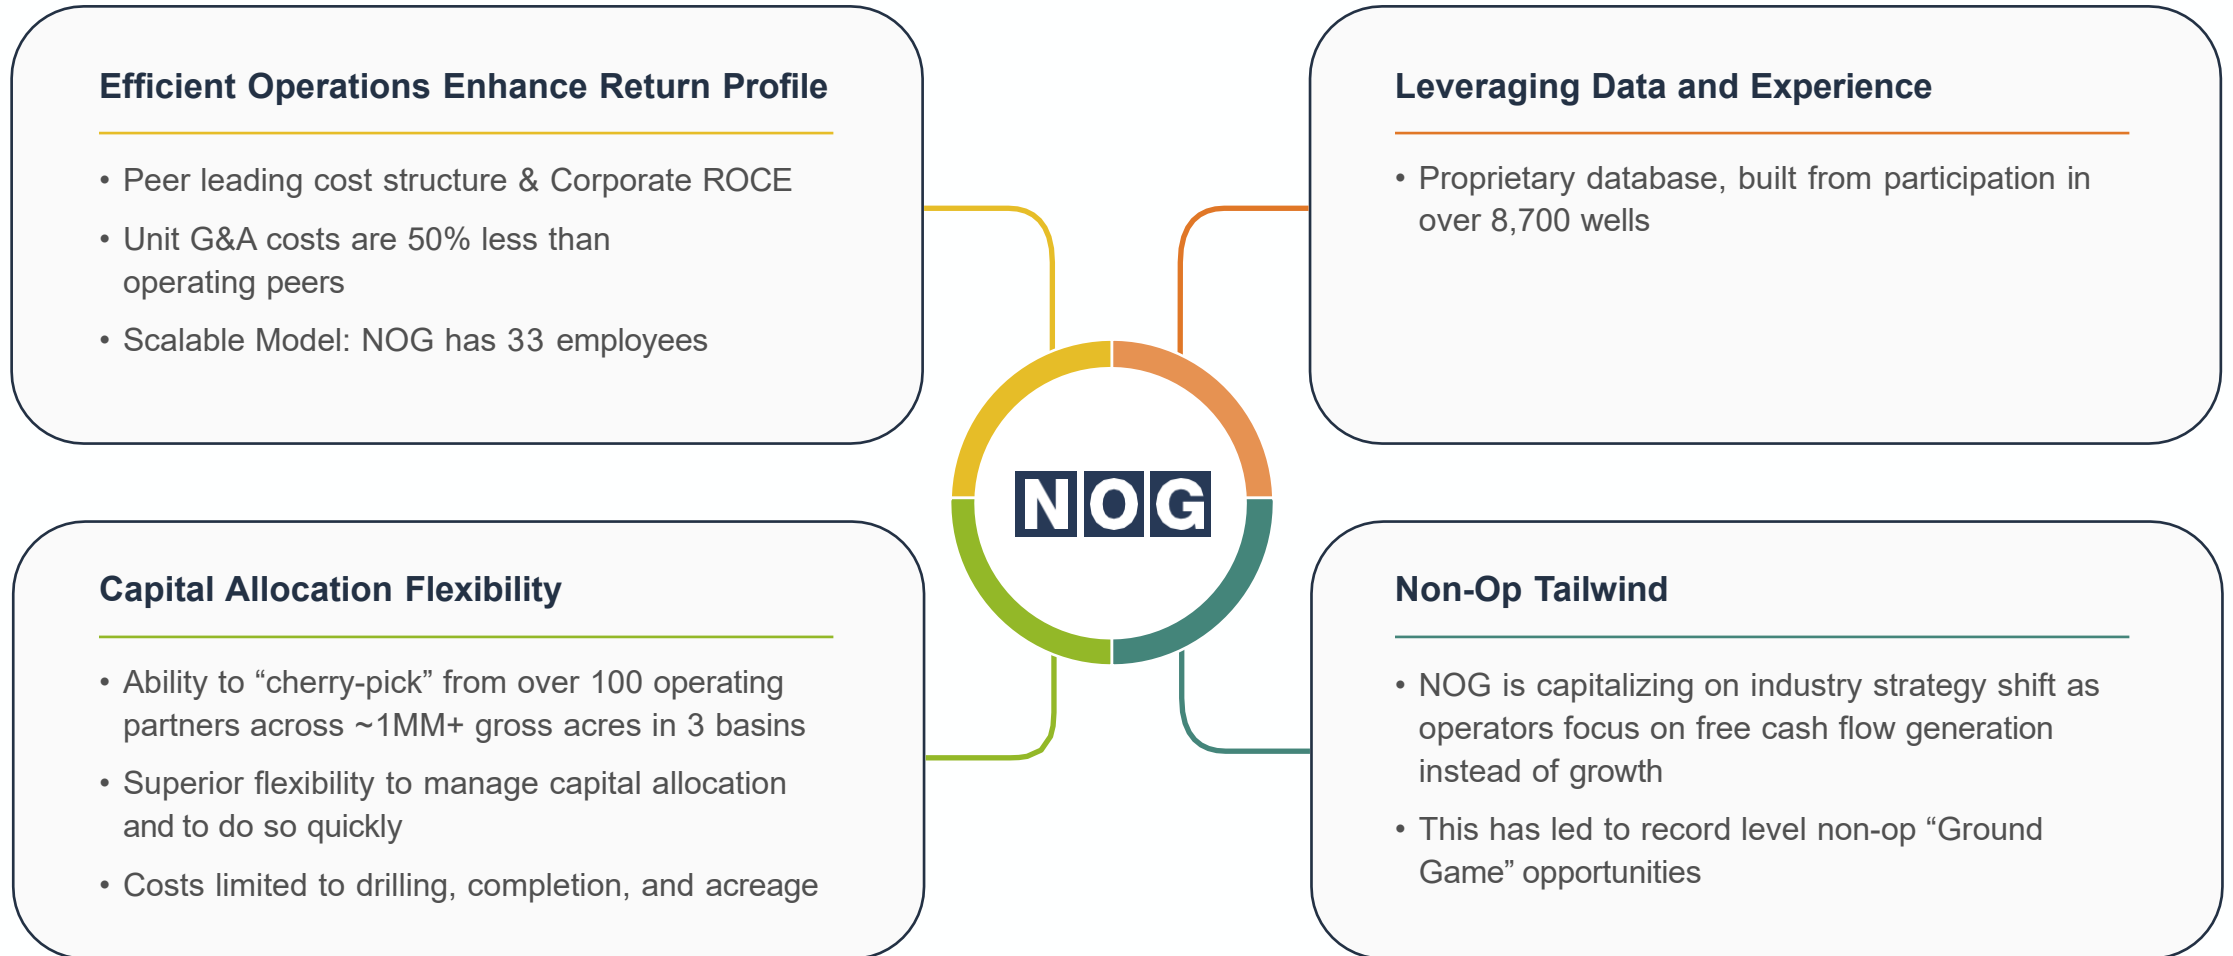 Efficient Operations Enhance Return Profile
• Peer leading cost structure & Corporate ROCE
• Unit G&A costs are 50% less than
operating peers
• Scalable Model: NOG has 33 employees
Leveraging Data and Experience
• Proprietary database, built from participation in
over 8,700 wells
NOG
Capital Allocation Flexibility
• Ability to “cherry-pick” from over 100 operating
partners across ~1MM+ gross acres in 3 basins
• Superior flexibility to manage capital allocation
and to do so quickly
• Costs limited to drilling, completion, and acreage
Non-Op Tailwind
• NOG is capitalizing on industry strategy shift as
operators focus on free cash flow generation
instead of growth
• This has led to record level non-op “Ground
Game” opportunities